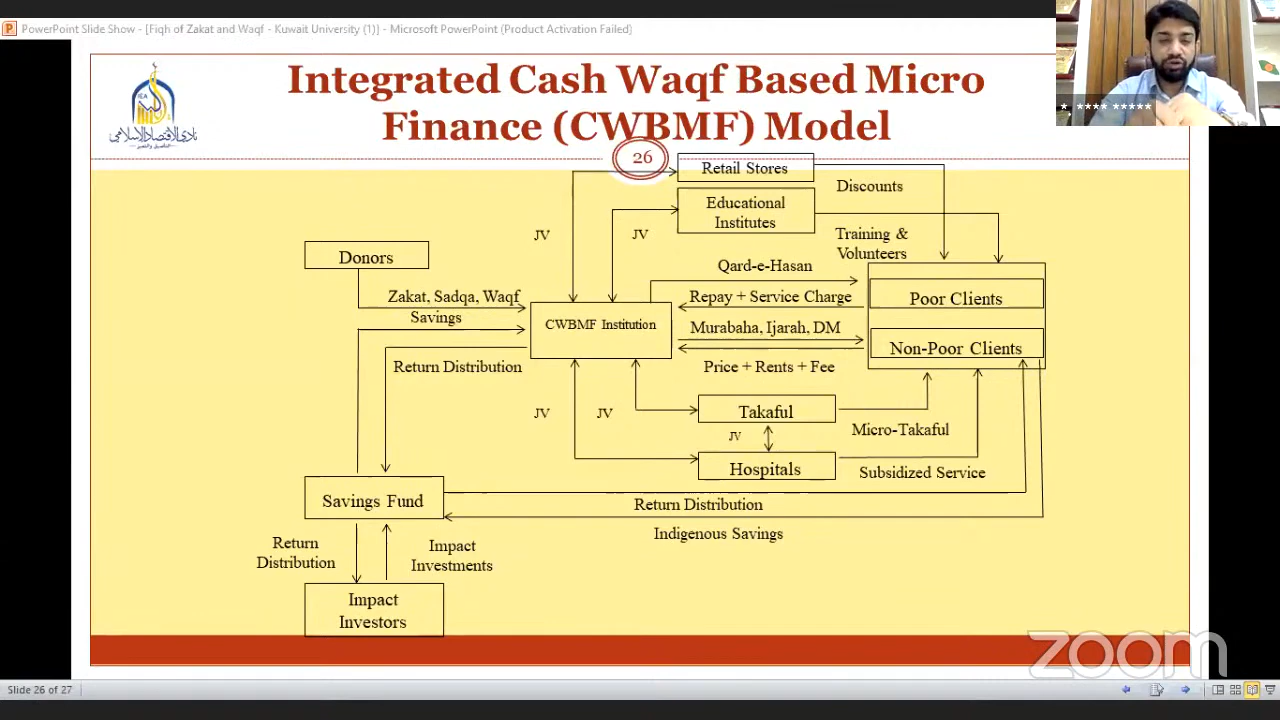 PowerPoint Slide Show - [Fiqh of Zakat and Waqf - Kuwait University (1)] - Microsoft PowerPoint (Product Activation Failed)
Integrated Cash Waqf Based Micro
Finance (CWBMF) Model
IEA
نادي الاقتصاد الإسلامي
* **** *****
26
Retail Stores
Discounts
Educational
Institutes
JV
JV
Training &
Volunteers
Donors
Qard-e-Hasan
Zakat, Sadqa, Waqf
Repay + Service Charge
Poor Clients
Savings
CWBMF Institution
Murabaha, Ijarah, DM
Non-Poor Clients
Return Distribution
Price + Rents + Fee
JV
JV
Takaful
Micro-Takaful
JV
Hospitals
Subsidized Service
Savings Fund
Return Distribution
Indigenous Savings
Return
Distribution
Impact
Investments
Impact
Investors
zoom
Slide 26 of 27